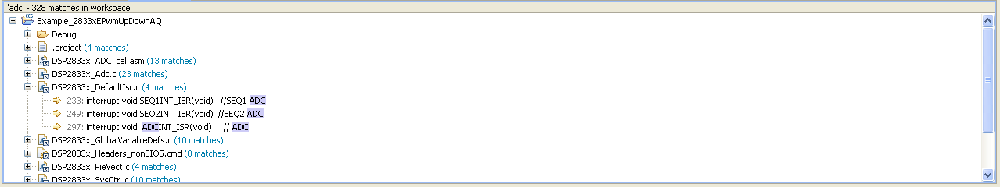 'adc' - 328 matches in workspace
CCS
Example_2833xEPwmUpDownAQ
Debug
.project (4 matches)
DSP2833x_ADC_cal.asm (13 matches)
DSP2833x_Adc.c (23 matches)
DSP2833x_DefaultIsr.c (4 matches)
233: interrupt void SEQ1INT_ISR(void)   //SEQ1 ADC
249: interrupt void SEQ2INT_ISR(void)  //SEQ2 ADC
297: interrupt void  ADCINT_ISR(void)     // ADC
DSP2833x_GlobalVariableDefs.c (10 matches)
DSP2833x_Headers_nonBIOS.cmd (8 matches)
DSP2833x_PieVect.c (4 matches)
DSP2833x_SysCtrl.c (10 matches)